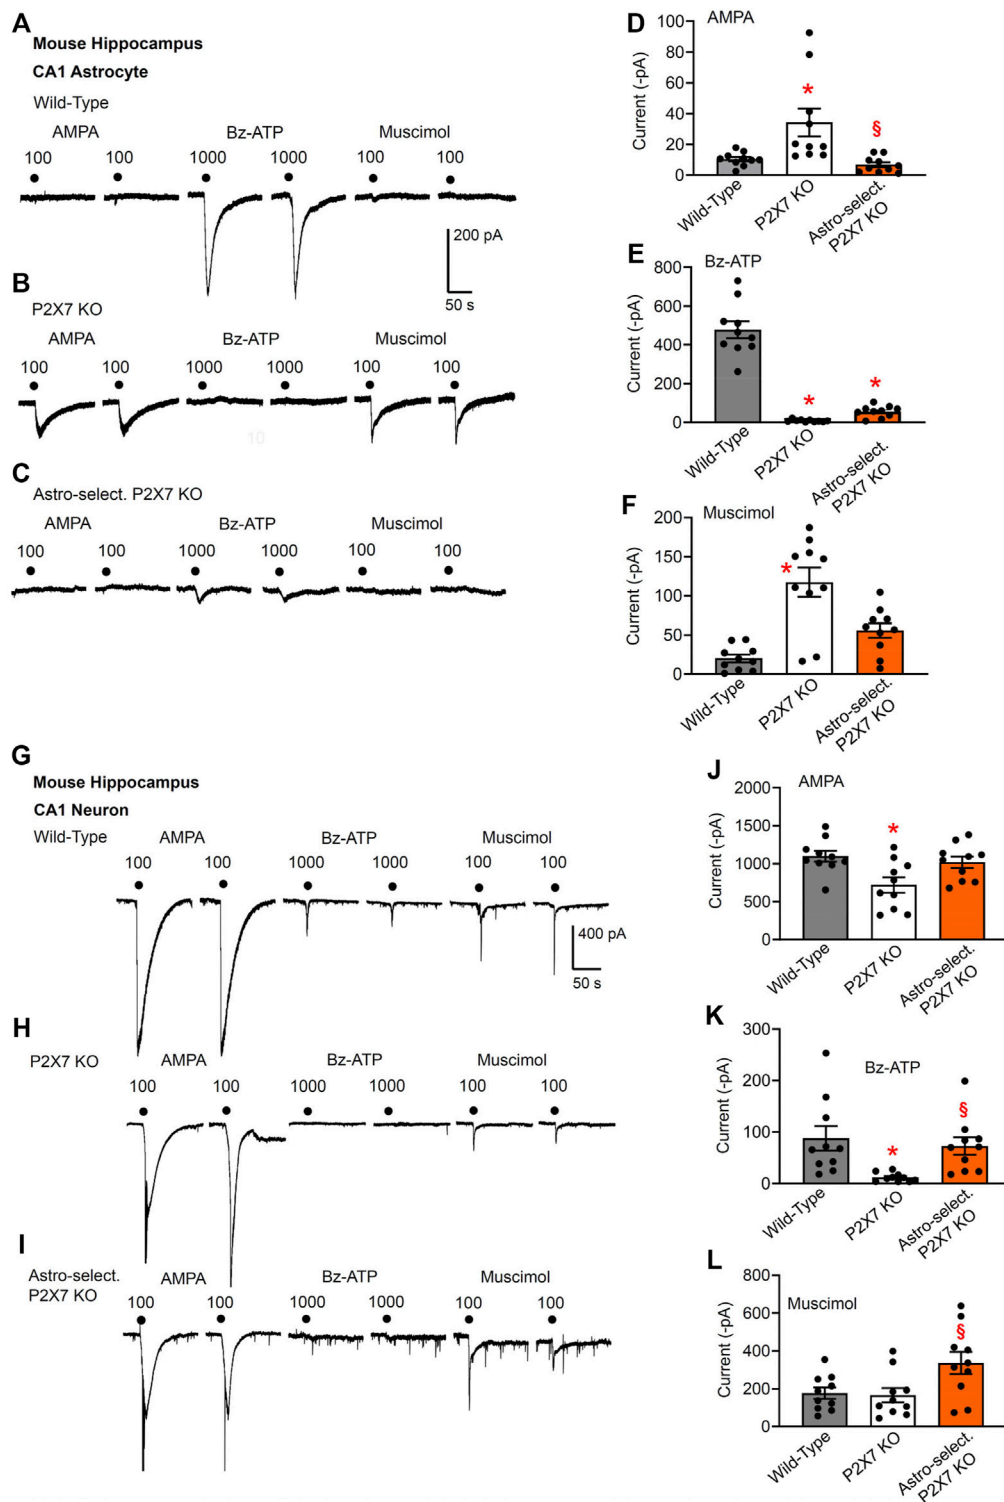 A
Mouse Hippocampus
CA1 Astrocyte
Wild-Type
AMPA Bz-ATP Muscimol
100 100 1000 1000 100 100
200 pA
50 s
B
P2X7 KO
AMPA Bz-ATP Muscimol
100 100 1000 1000 100 100
10
C
Astro-select. P2X7 KO
AMPA Bz-ATP Muscimol
100 100 1000 1000 100 100
D
AMPA
Current (-pA)
100
80
60
40
20
0
*
§
Wild-Type
P2X7 KO
Astro-select.
P2X7 KO
E
Bz-ATP
Current (-pA)
800
600
400
200
0
*
*
Wild-Type
P2X7 KO
Astro-select.
P2X7 KO
F
Muscimol
Current (-pA)
200
150
100
50
0
*
Wild-Type
P2X7 KO
Astro-select.
P2X7 KO
G
Mouse Hippocampus
CA1 Neuron
Wild-Type AMPA Bz-ATP Muscimol
100 100 1000 1000 100 100
400 pA
50 s
H
P2X7 KO AMPA Bz-ATP Muscimol
100 100 1000 1000 100 100
I
Astro-select.
P2X7 KO
AMPA Bz-ATP Muscimol
100 100 1000 1000 100 100
J
AMPA
Current (-pA)
2000
1500
1000
500
0
*
Wild-Type
P2X7 KO
Astro-select.
P2X7 KO
K
Bz-ATP
Current (-pA)
300
200
100
0
*
§
Wild-Type
P2X7 KO
Astro-select.
P2X7 KO
L
Muscimol
Current (-pA)
800
600
400
200
0
§
Wild-Type
P2X7 KO
Astro-select.
P2X7 KO